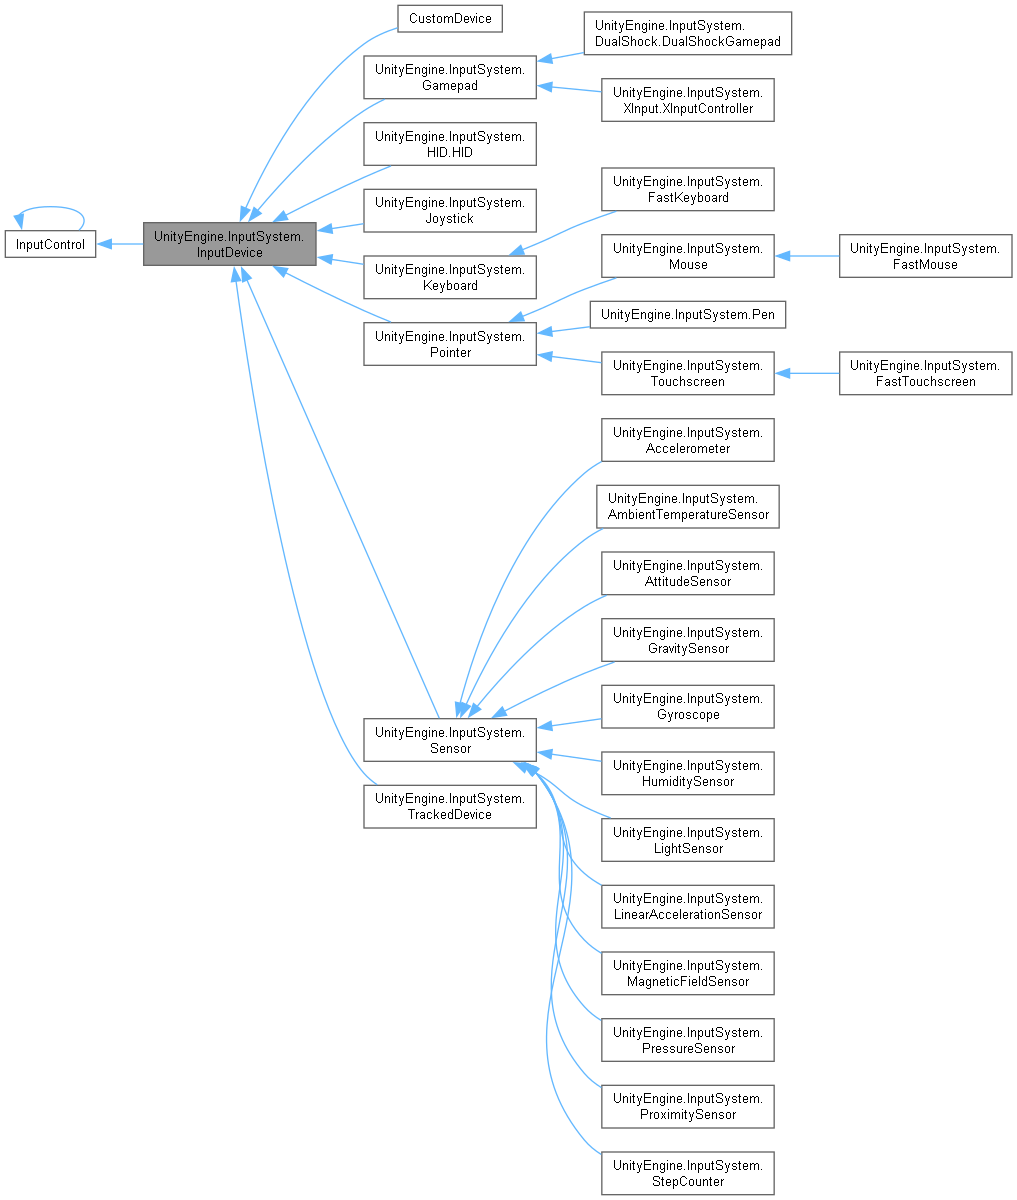 InputControl
UnityEngine.InputSystem.
InputDevice
CustomDevice
UnityEngine.InputSystem.
Gamepad
UnityEngine.InputSystem.
HID.HID
UnityEngine.InputSystem.
Joystick
UnityEngine.InputSystem.
Keyboard
UnityEngine.InputSystem.
Pointer
UnityEngine.InputSystem.
Sensor
UnityEngine.InputSystem.
TrackedDevice
UnityEngine.InputSystem.
DualShock.DualShockGamepad
UnityEngine.InputSystem.
XInput.XInputController
UnityEngine.InputSystem.
FastKeyboard
UnityEngine.InputSystem.
Mouse
UnityEngine.InputSystem.Pen
UnityEngine.InputSystem.
Touchscreen
UnityEngine.InputSystem.
Accelerometer
UnityEngine.InputSystem.
AmbientTemperatureSensor
UnityEngine.InputSystem.
AttitudeSensor
UnityEngine.InputSystem.
GravitySensor
UnityEngine.InputSystem.
Gyroscope
UnityEngine.InputSystem.
HumiditySensor
UnityEngine.InputSystem.
LightSensor
UnityEngine.InputSystem.
LinearAccelerationSensor
UnityEngine.InputSystem.
MagneticFieldSensor
UnityEngine.InputSystem.
PressureSensor
UnityEngine.InputSystem.
ProximitySensor
UnityEngine.InputSystem.
StepCounter
UnityEngine.InputSystem.
FastMouse
UnityEngine.InputSystem.
FastTouchscreen